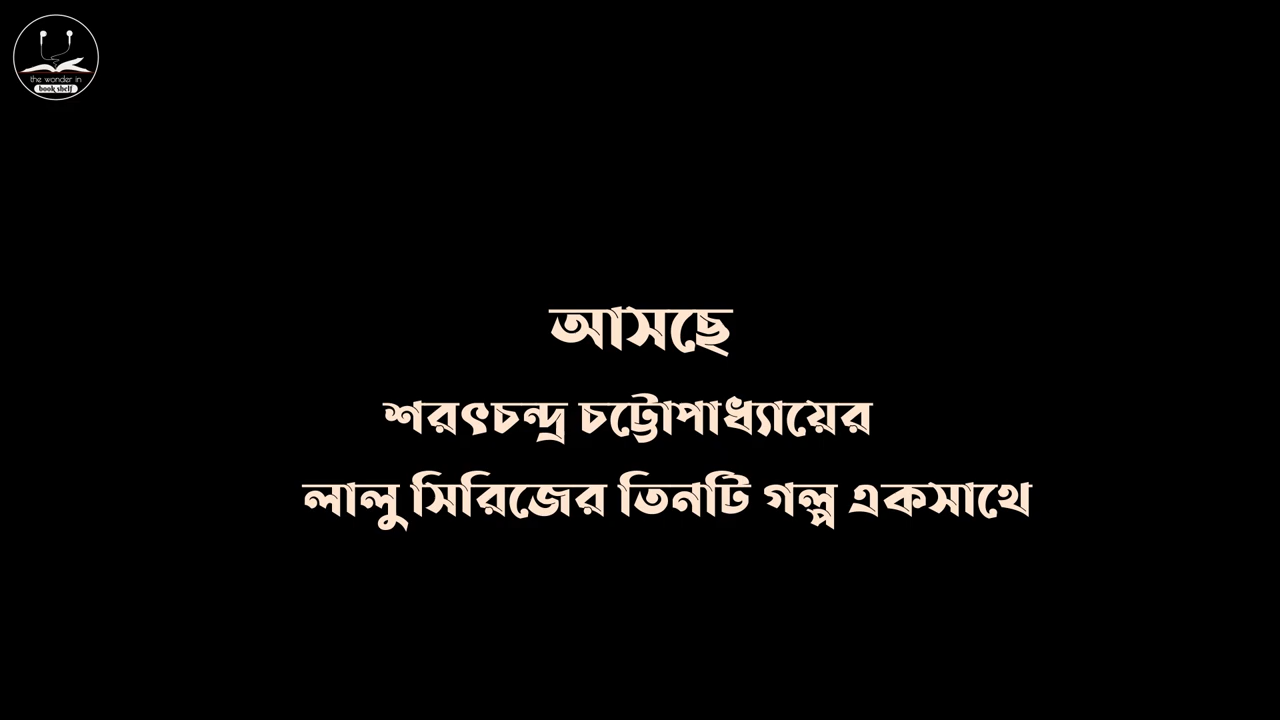 the wonder in
book shelf
আসছে
শরৎচন্দ্র চট্টোপাধ্যায়ের
লালু সিরিজের তিনটি গল্প একসাথে